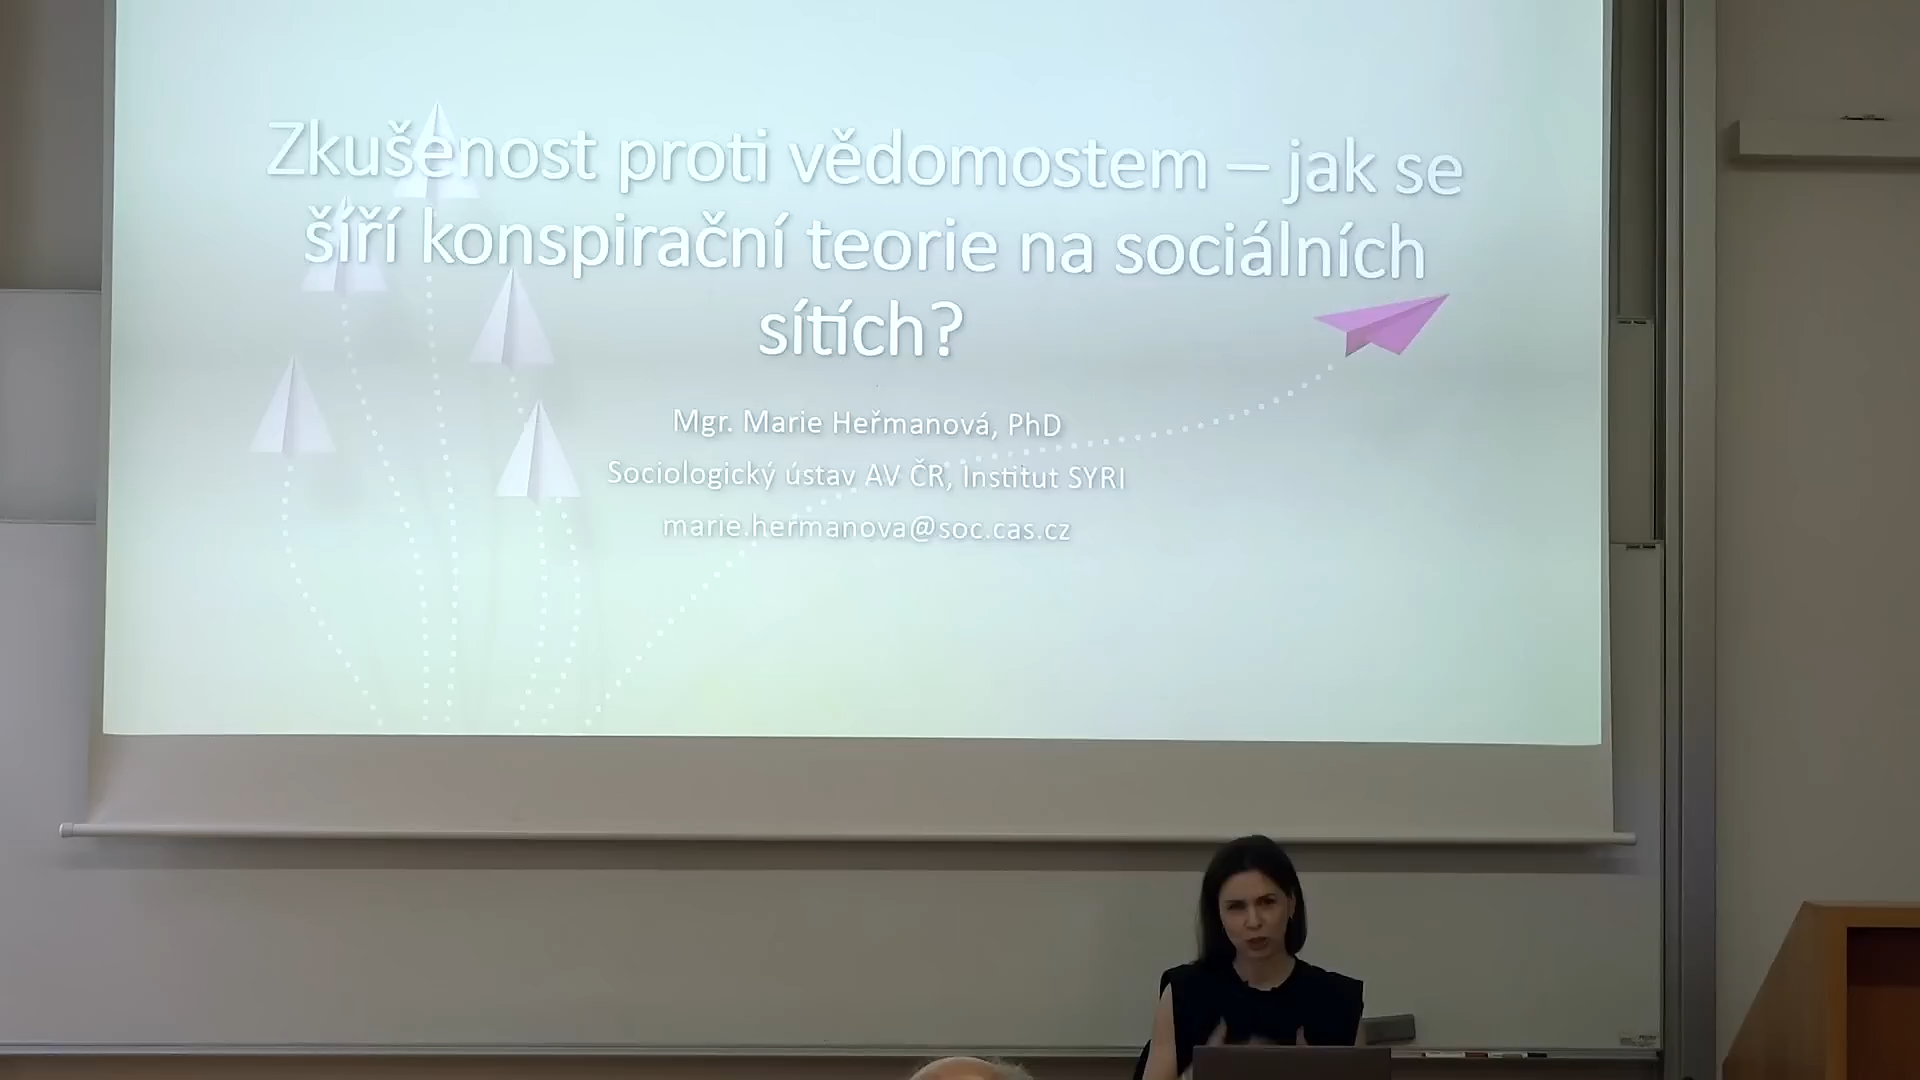 Zkušenost proti vědomostem – jak se
šíří konspirační teorie na sociálních
sítích?
Mgr. Marie Heřmanová, PhD
Sociologický ústav AV ČR, Institut SYRI
marie.hermanova@soc.cas.cz